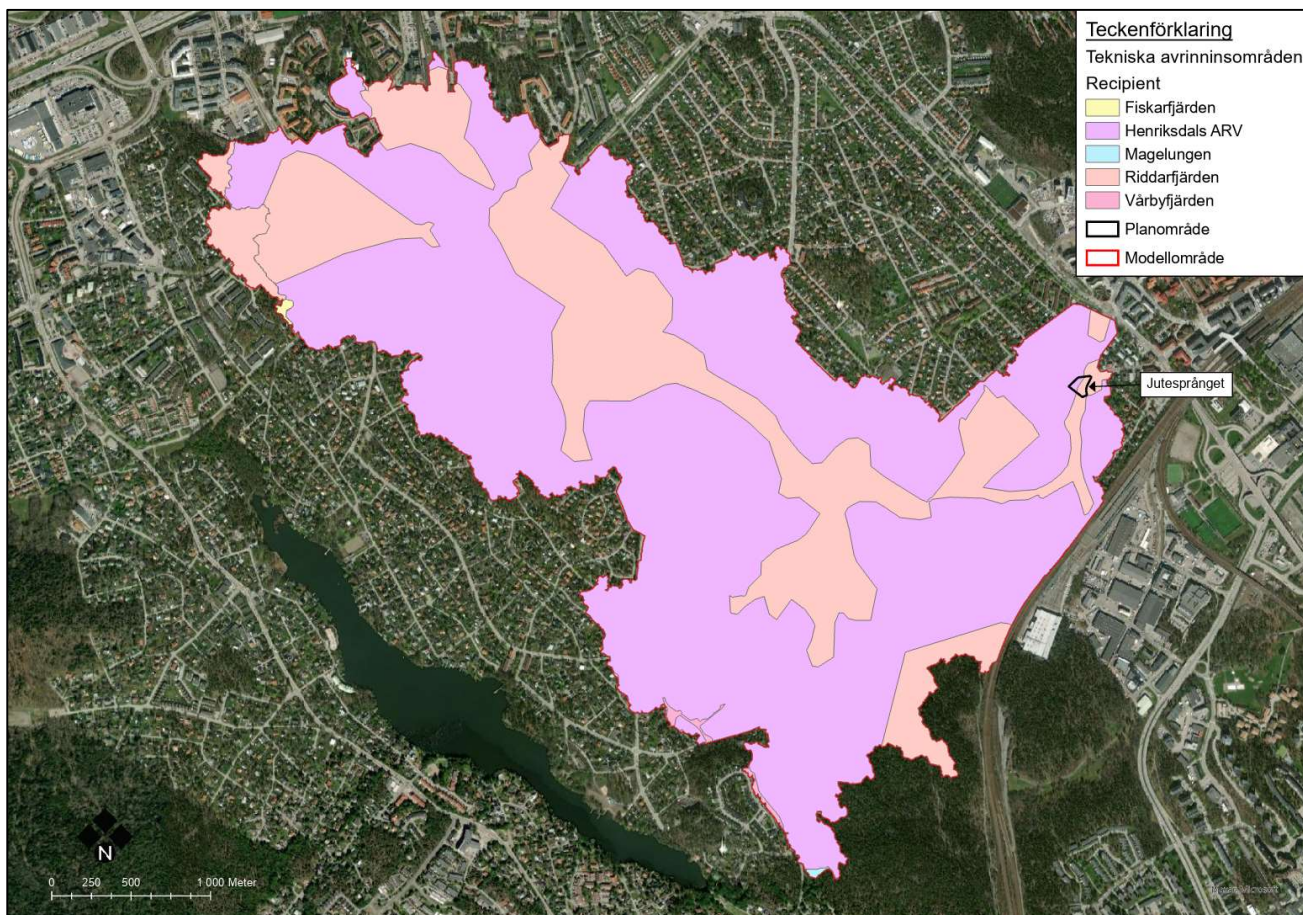 Teckenförklaring
Tekniska avrinninsområden
Recipient
Fiskarfjärden
Henriksdals ARV
Magelungen
Riddarfjärden
Vårbyfjärden
Planområde
Modellområde
Jutesprånget
N
0 250 500 1 000 Meter
Microsoft